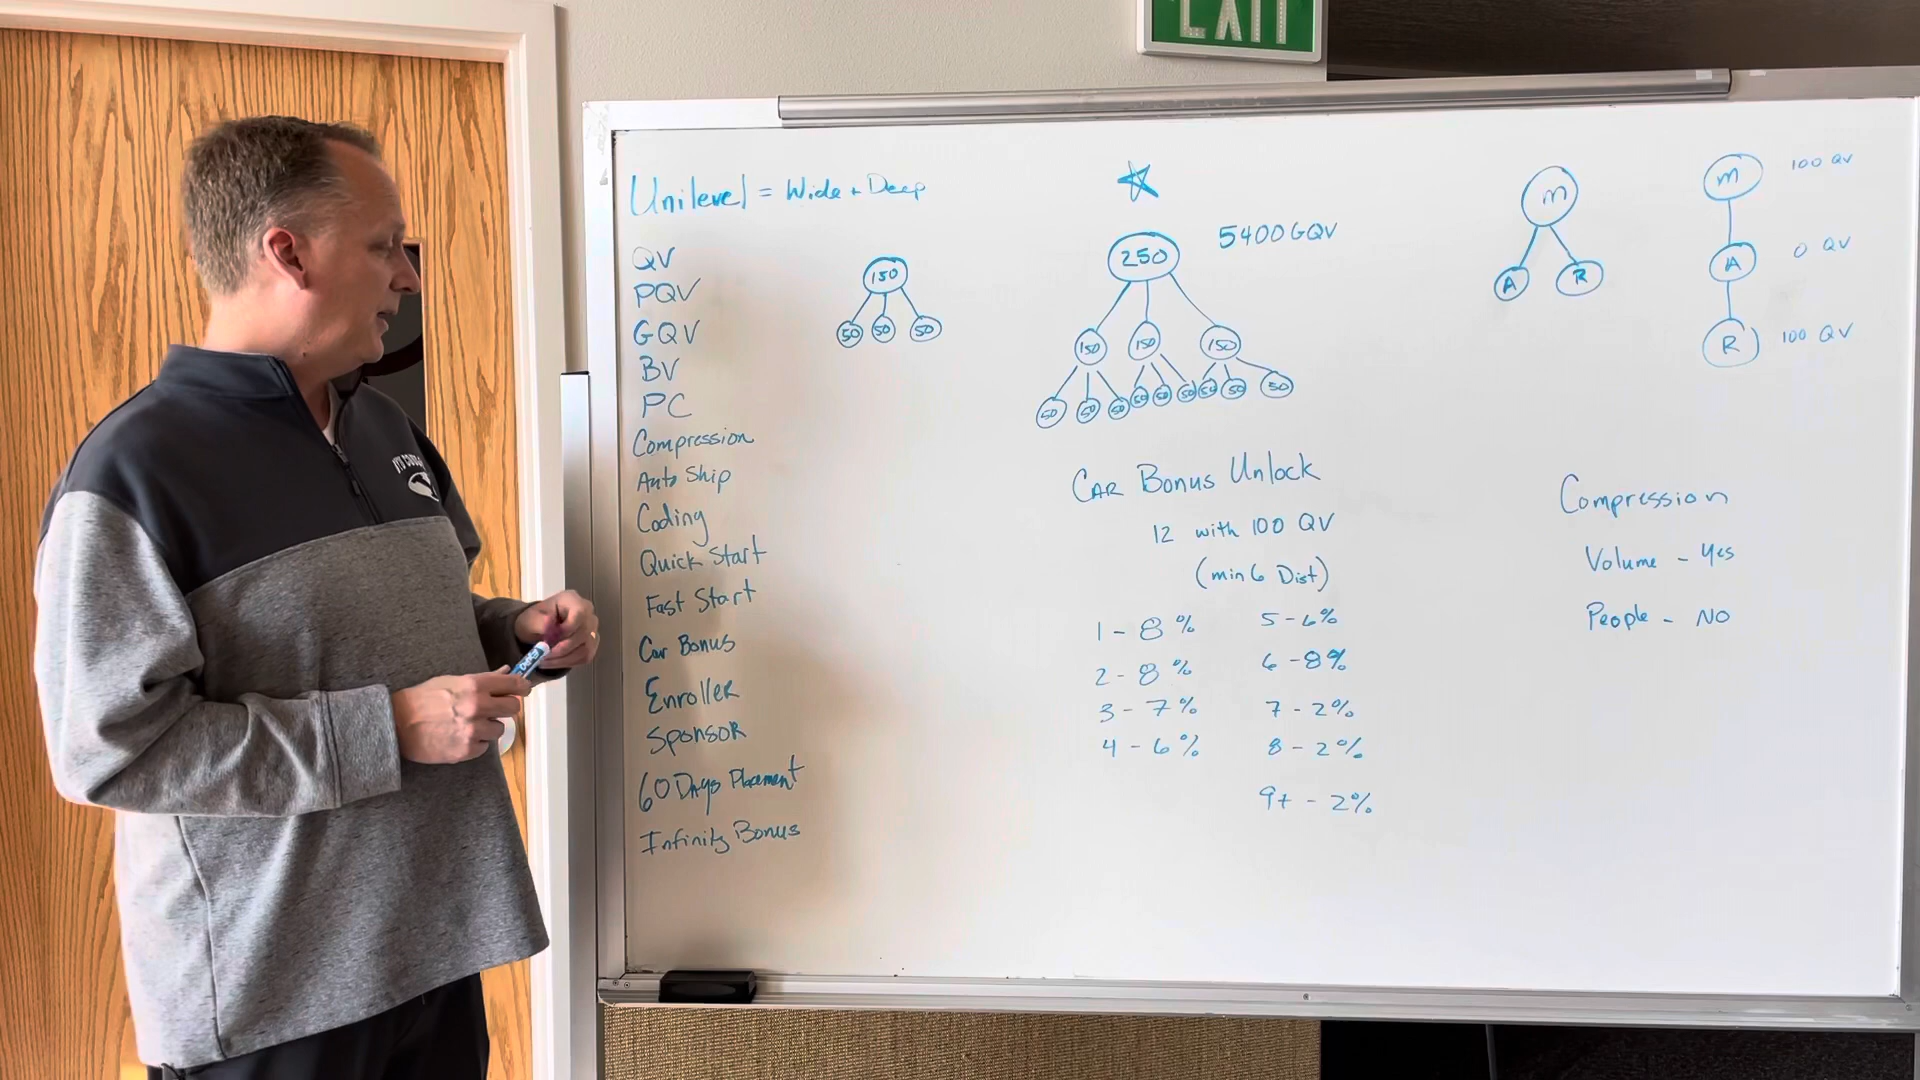 EXIT
Unilevel = Wide + Deep
QV
PQV
GQV
BV
PC
Compression
Auto Ship
Coding
Quick Start
Fast Start
Car Bonus
Enroller
Sponsor
60 Days Placement
Infinity Bonus
150
50 50 50
5400 GQV
250
150 150 150
50 50 50 50 50 50 50 50 50
CAR BONUS Unlock
12 with 100 QV
(min 6 Dist)
1 - 8%
2 - 8%
3 - 7%
4 - 6%
5 - 6%
6 - 8%
7 - 2%
8 - 2%
9+ - 2%
m
A R
m 100 QV
A 0 QV
R 100 QV
Compression
Volume - Yes
People - NO
EXPO